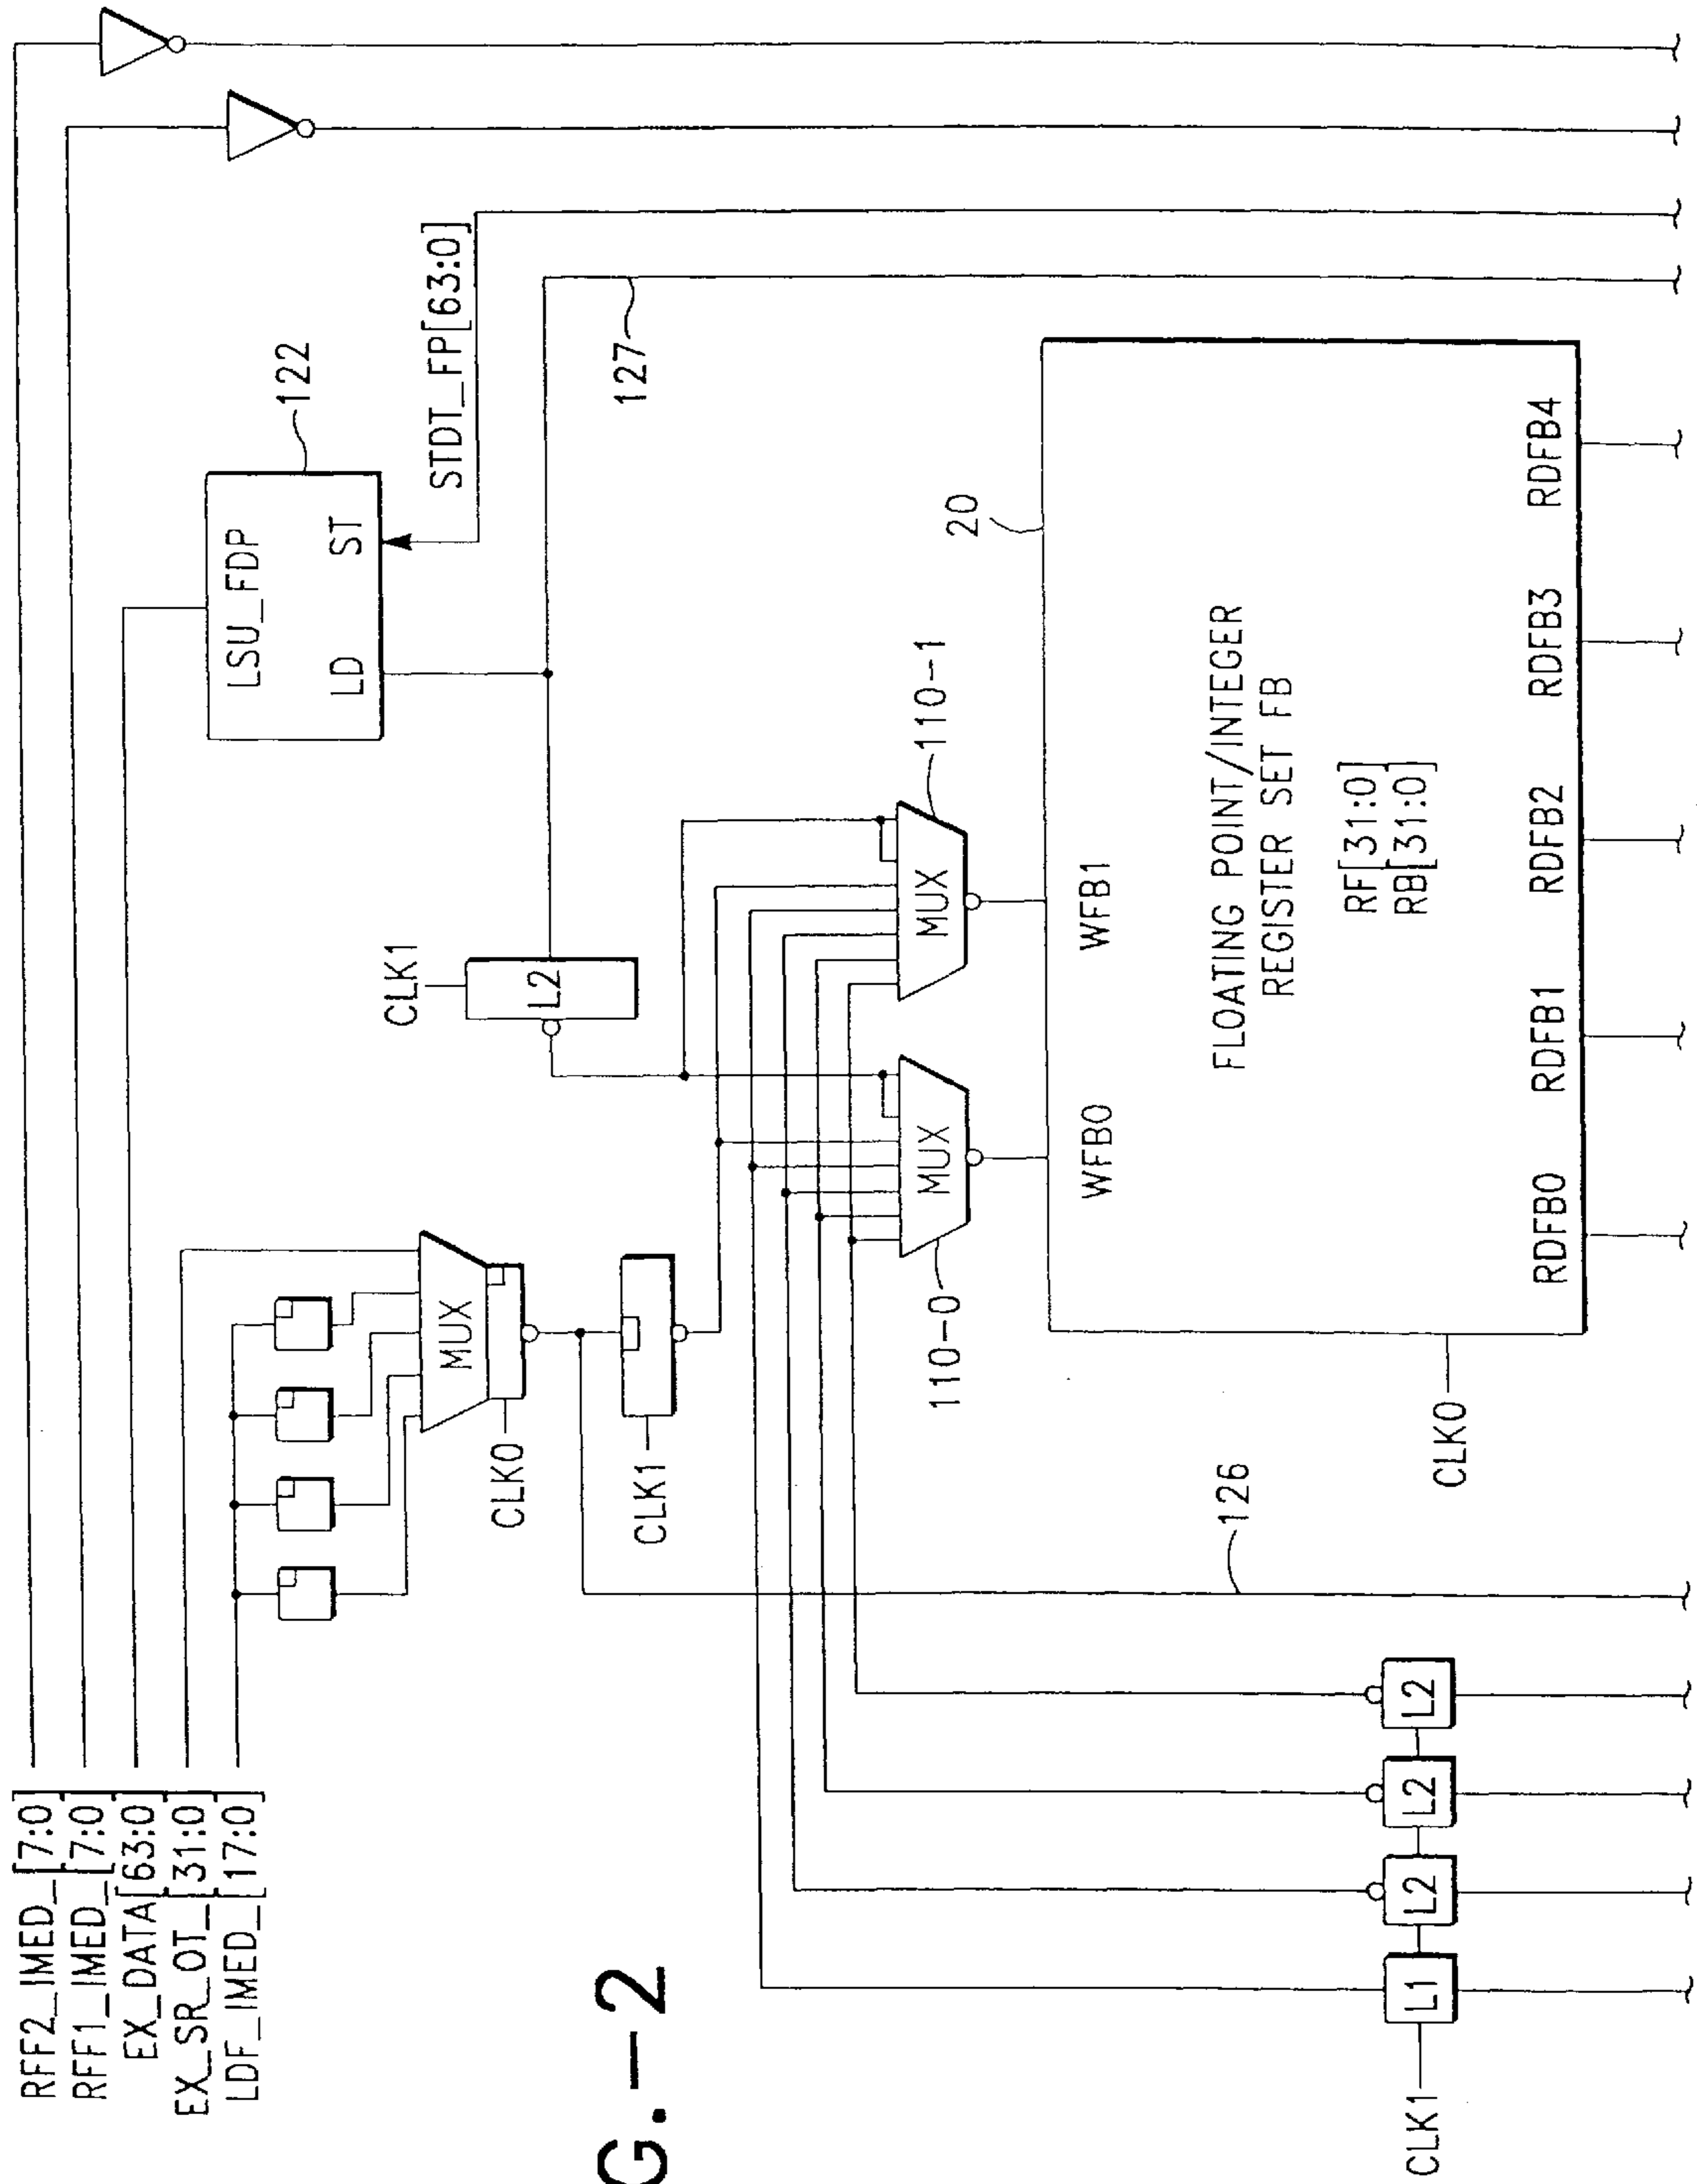 RFF2_IMED_[7:0]
RFF1_IMED_[7:0]
EX_DATA[63:0]
EX_SR_OT_[31:0]
LDF_IMED_[17:0]
LSU_FDP
LD
ST
122
STDT_FP[63:0]
127
MUX
CLK0
CLK1
CLK1
L2
MUX
110-0
MUX
110-1
20
WFB0
WFB1
FLOATING POINT/INTEGER
REGISTER SET FB
RF[31:0]
RB[31:0]
RDFB0
RDFB1
RDFB2
RDFB3
RDFB4
CLK0
126
CLK1
L1
L2
L2
L2
G.-2